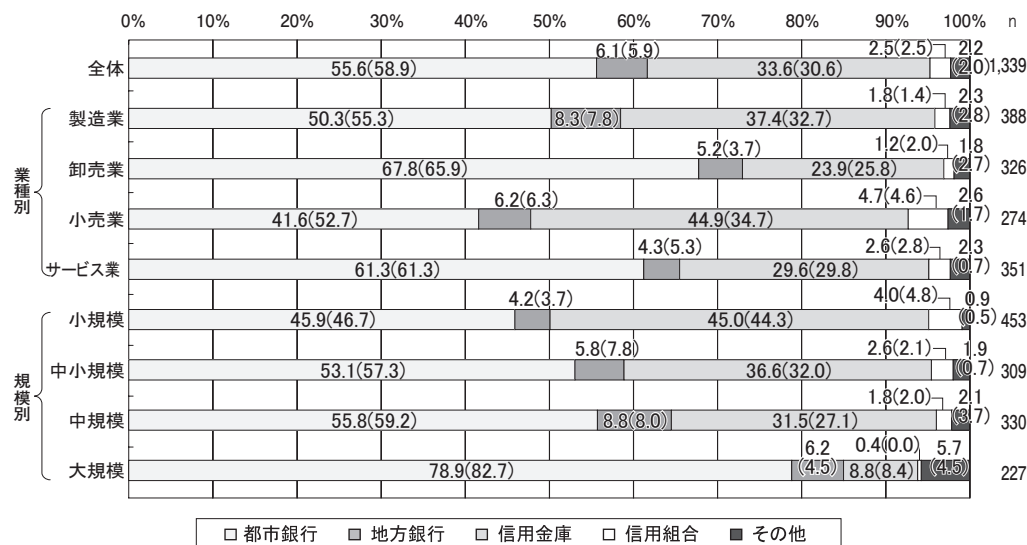 0% 10% 20% 30% 40% 50% 60% 70% 80% 90% 100% n
全体 55.6(58.9) 6.1(5.9) 33.6(30.6) 2.5(2.5) 2.2(2.0) 1,339
業種別
製造業 50.3(55.3) 8.3(7.8) 37.4(32.7) 1.8(1.4) 2.3(2.8) 388
卸売業 67.8(65.9) 5.2(3.7) 23.9(25.8) 1.2(2.0) 1.8(2.7) 326
小売業 41.6(52.7) 6.2(6.3) 44.9(34.7) 4.7(4.6) 2.6(1.7) 274
サービス業 61.3(61.3) 4.3(5.3) 29.6(29.8) 2.6(2.8) 2.3(0.7) 351
規模別
小規模 45.9(46.7) 4.2(3.7) 45.0(44.3) 4.0(4.8) 0.9(0.5) 453
中小規模 53.1(57.3) 5.8(7.8) 36.6(32.0) 2.6(2.1) 1.9(0.7) 309
中規模 55.8(59.2) 8.8(8.0) 31.5(27.1) 1.8(2.0) 2.1(3.7) 330
大規模 78.9(82.7) 6.2(4.5) 8.8(8.4) 0.4(0.0) 5.7(4.5) 227
都市銀行 地方銀行 信用金庫 信用組合 その他